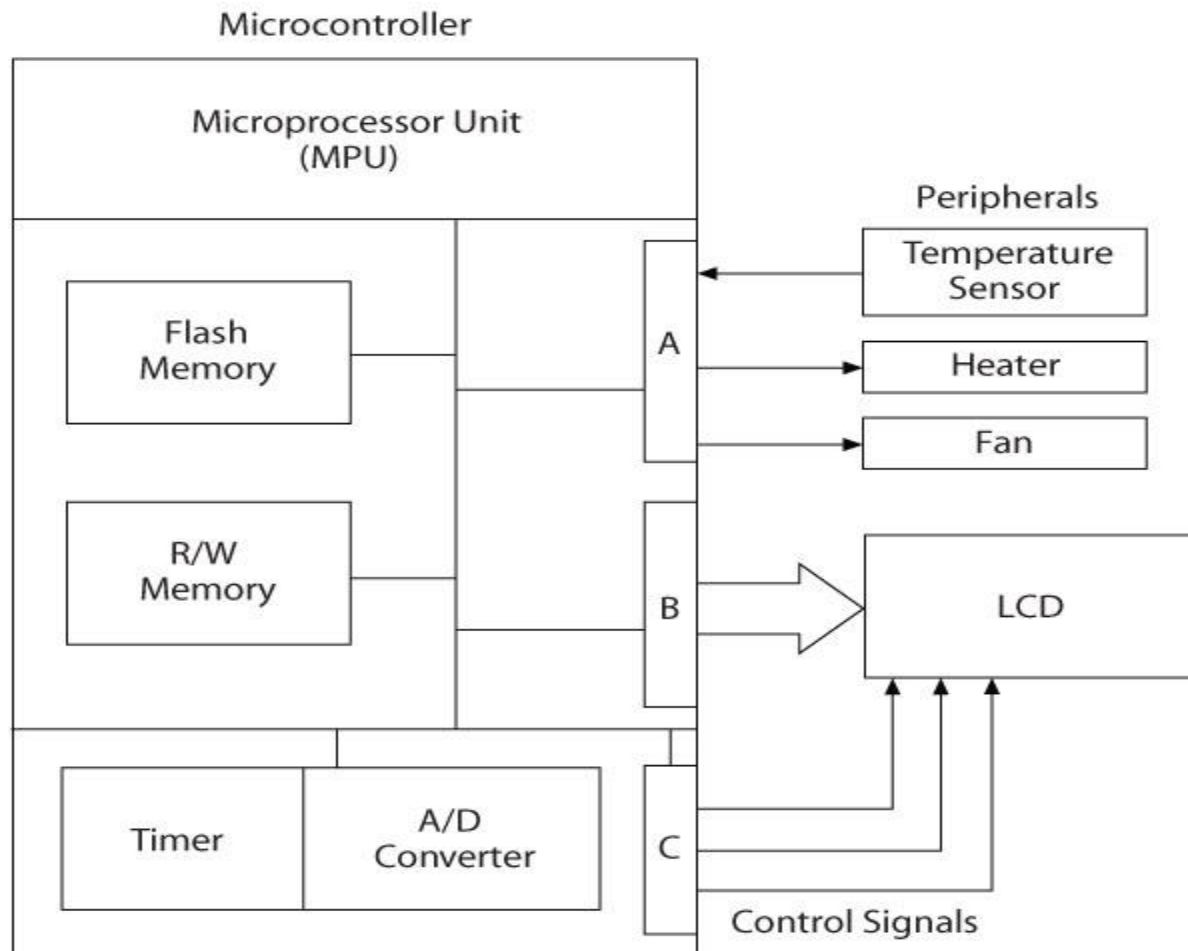 Microcontroller
Microprocessor Unit
(MPU)
Peripherals
Temperature
Sensor
Flash
Memory
A
Heater
Fan
R/W
Memory
B
LCD
Timer
A/D
Converter
C
Control Signals